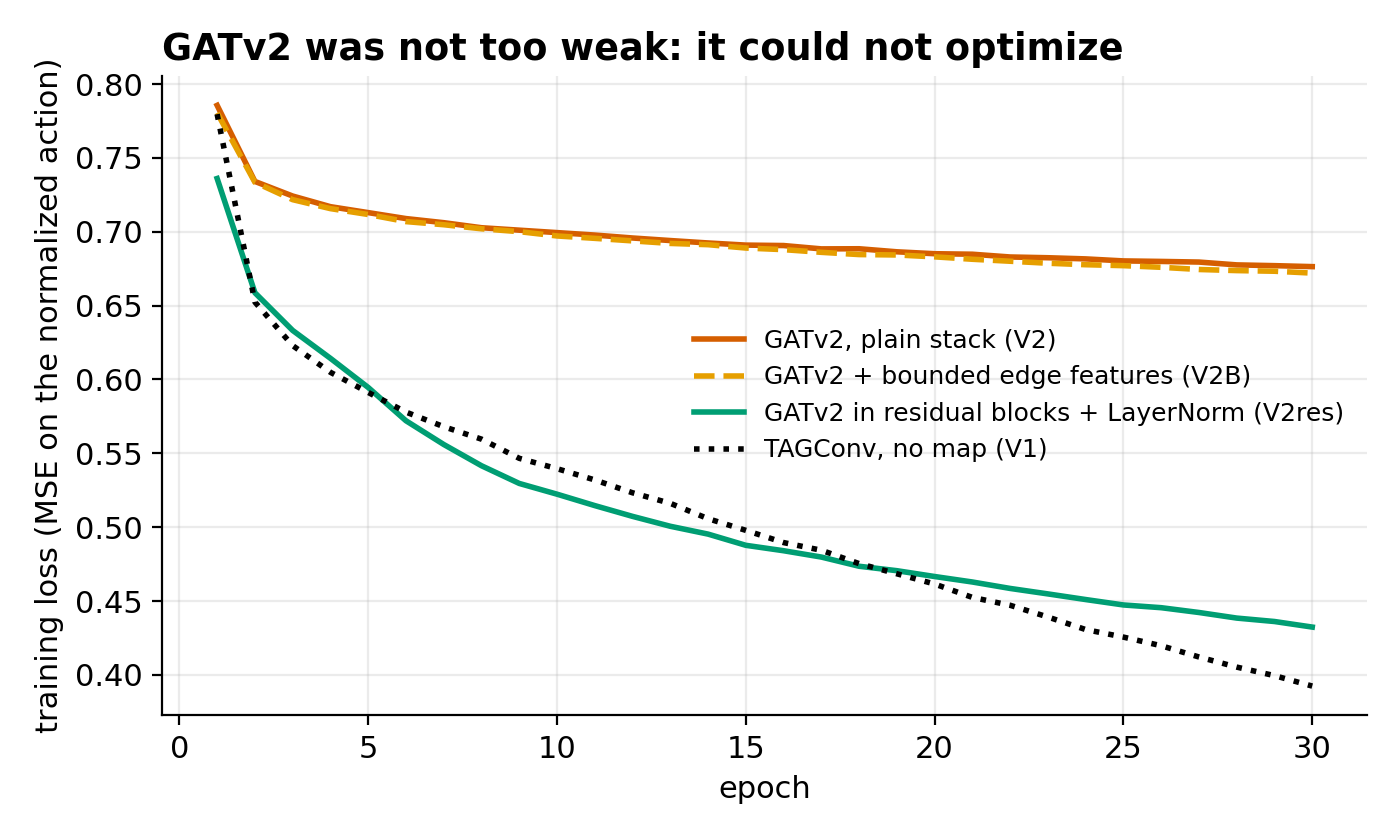 GATv2 was not too weak: it could not optimize
training loss (MSE on the normalized action)
0.80
0.75
0.70
0.65
0.60
0.55
0.50
0.45
0.40
GATv2, plain stack (V2)
GATv2 + bounded edge features (V2B)
GATv2 in residual blocks + LayerNorm (V2res)
TAGConv, no map (V1)
0 5 10 15 20 25 30
epoch